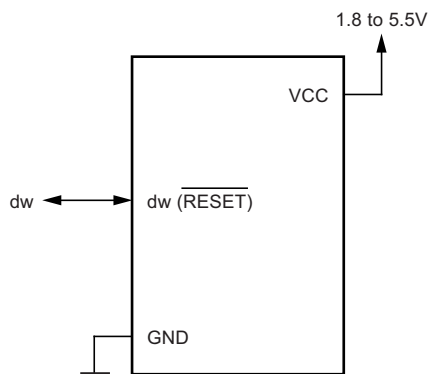 1.8 to 5.5V
VCC
dw
dw (RESET)
GND